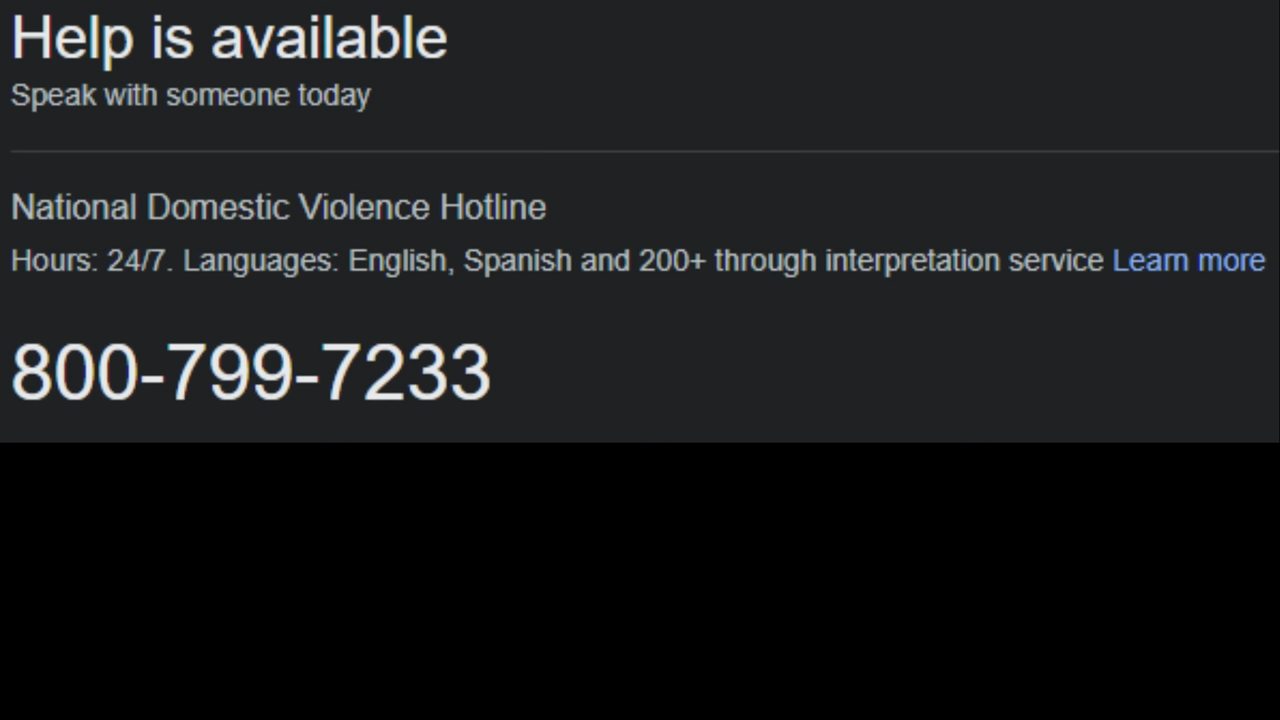 Help is available
Speak with someone today
National Domestic Violence Hotline
Hours: 24/7. Languages: English, Spanish and 200+ through interpretation service Learn more
800-799-7233